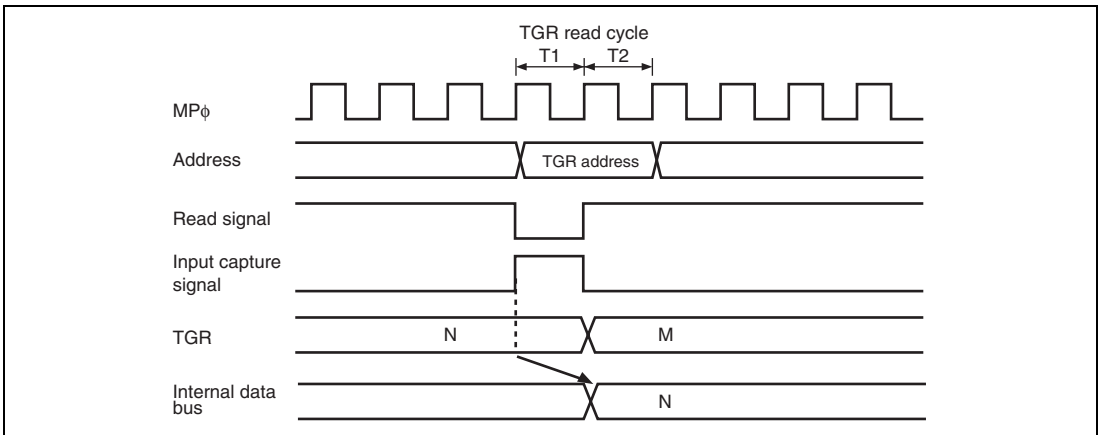 TGR read cycle
T1 T2
MPϕ
Address
TGR address
Read signal
Input capture
signal
TGR
N M
Internal data
bus
N